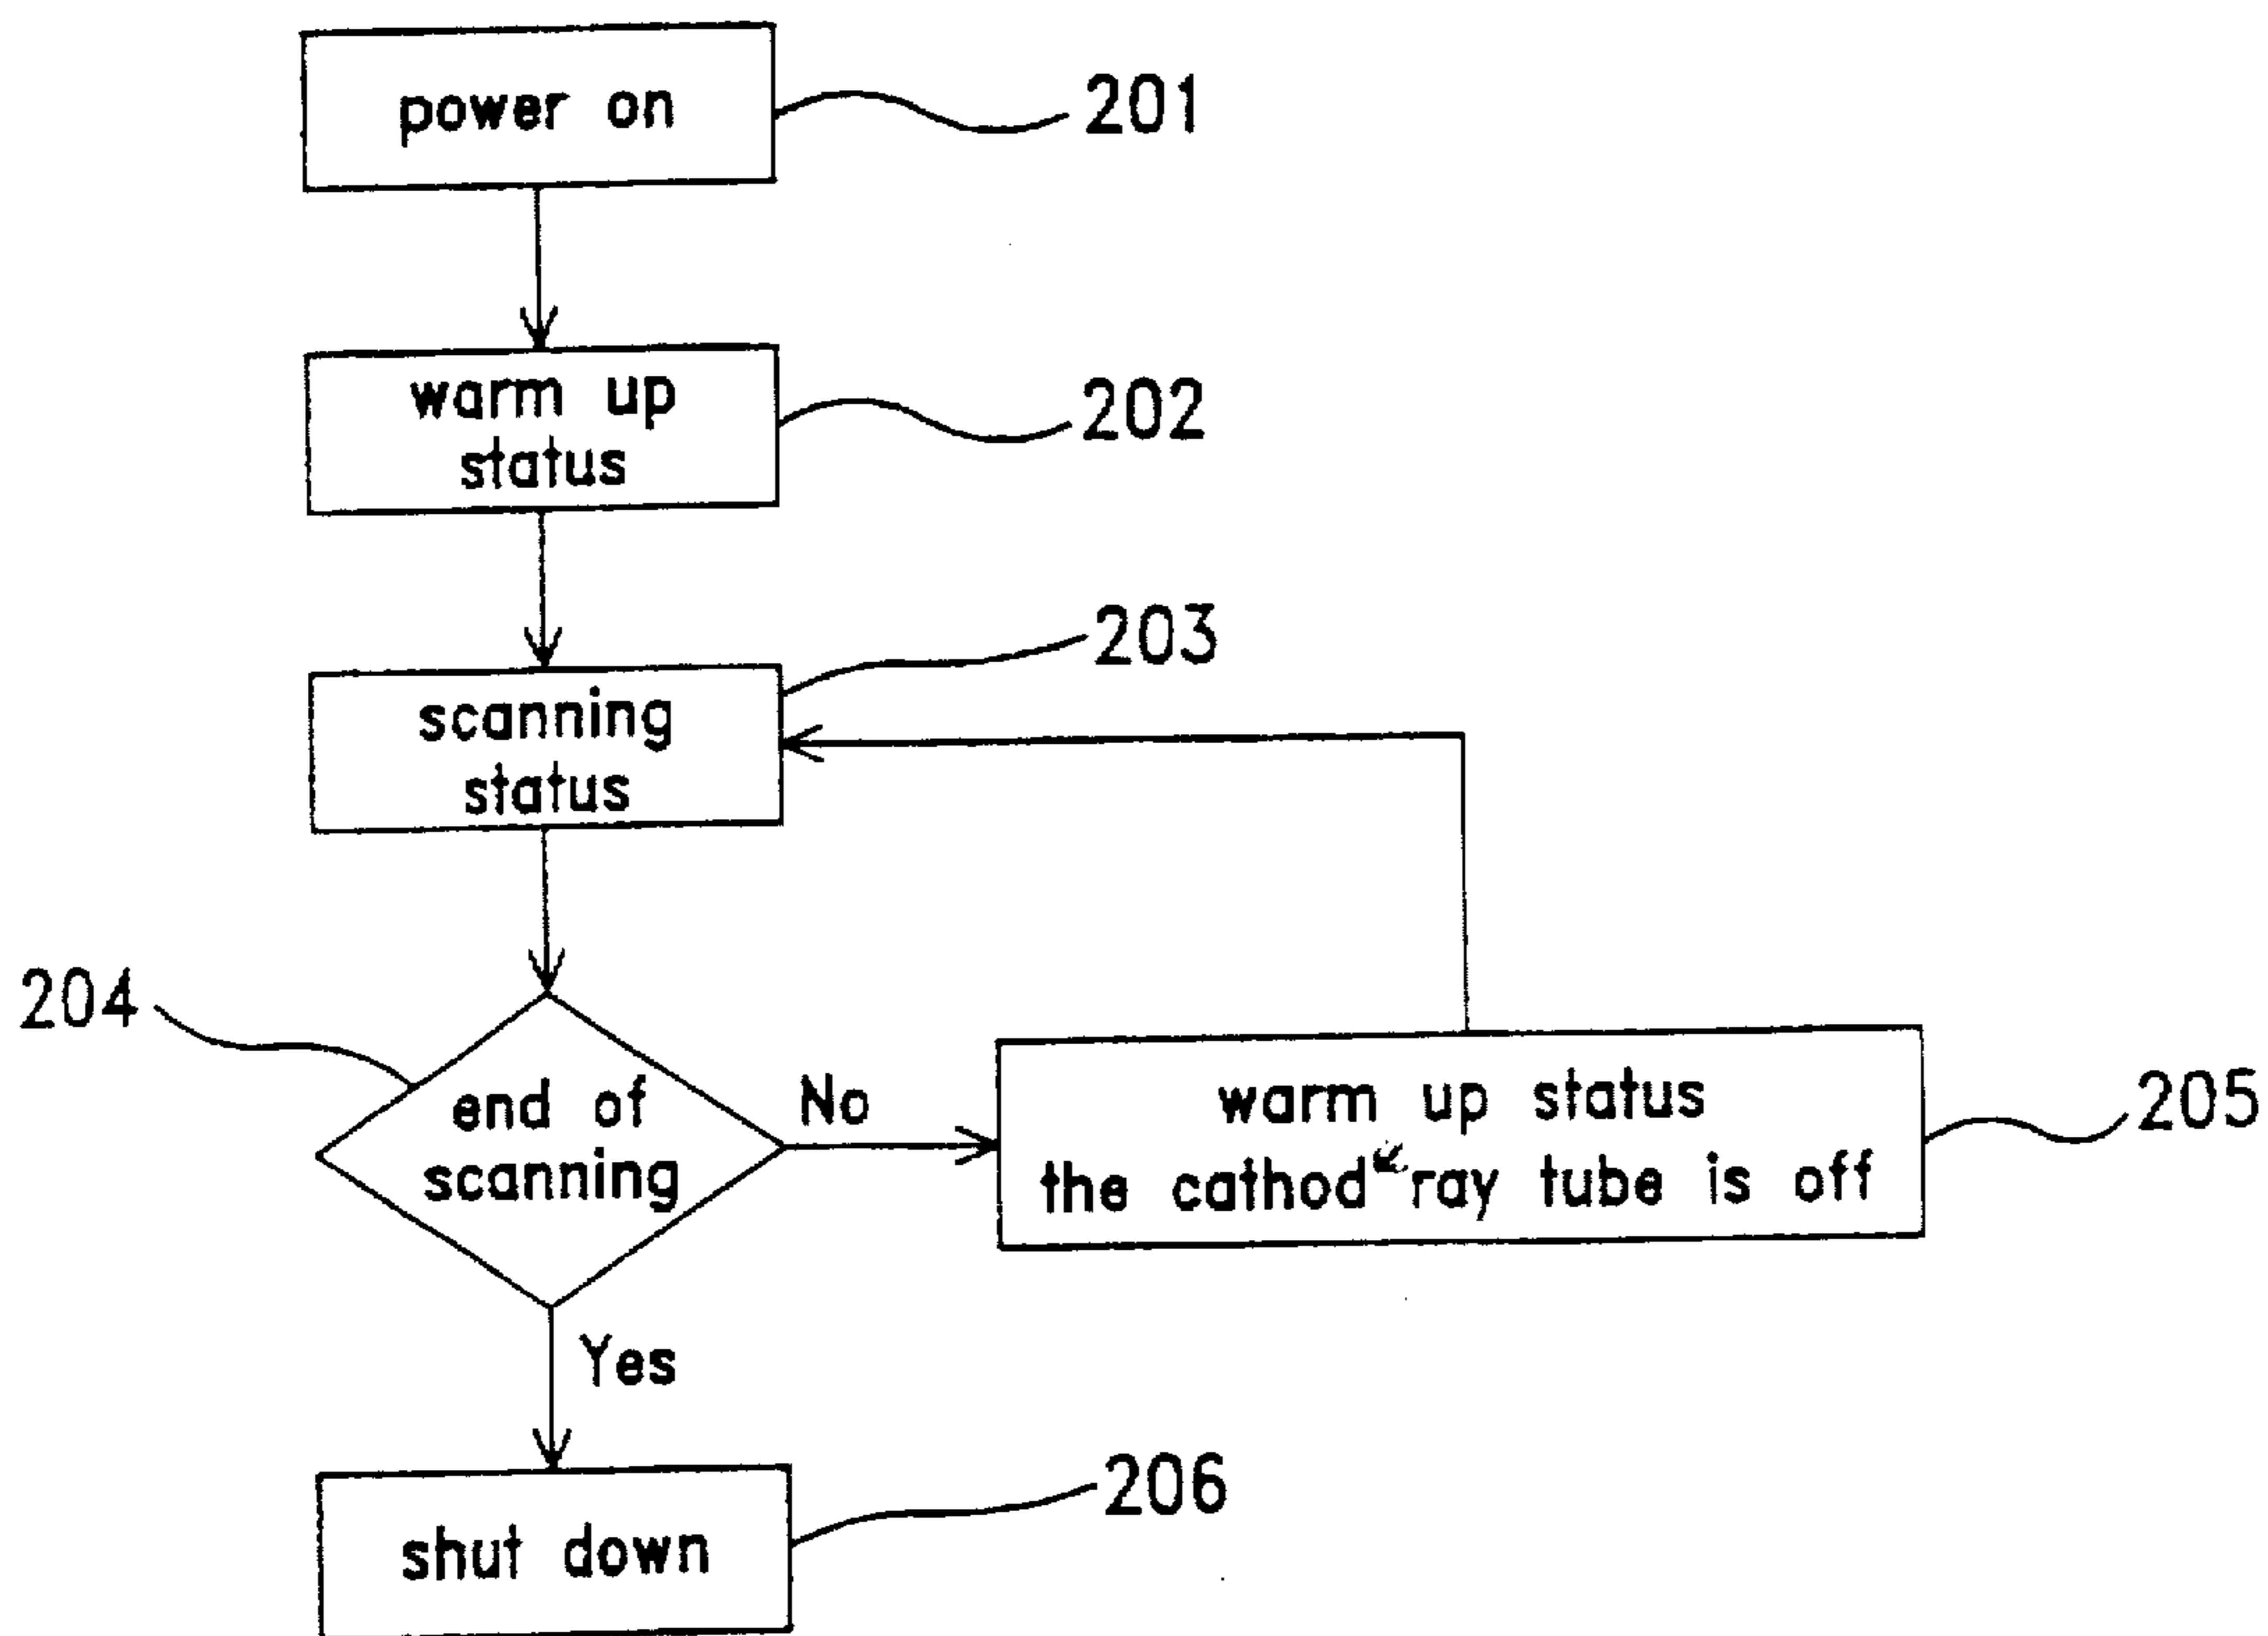 power on
201
warm up
status
202
203
scanning
status
204
end of
scanning
No
warm up status
the cathode ray tube is off
205
Yes
shut down
206